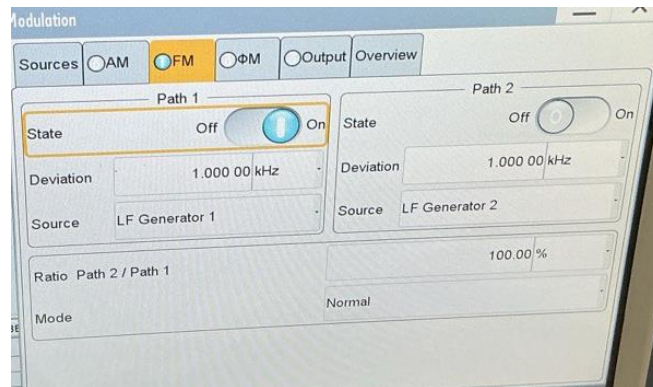 Modulation
Sources AM FM ΦM Output Overview
Path 1
State Off On
Deviation 1.000 00 kHz
Source LF Generator 1
Path 2
State Off On
Deviation 1.000 00 kHz
Source LF Generator 2
Ratio Path 2 / Path 1 100.00 %
Mode Normal